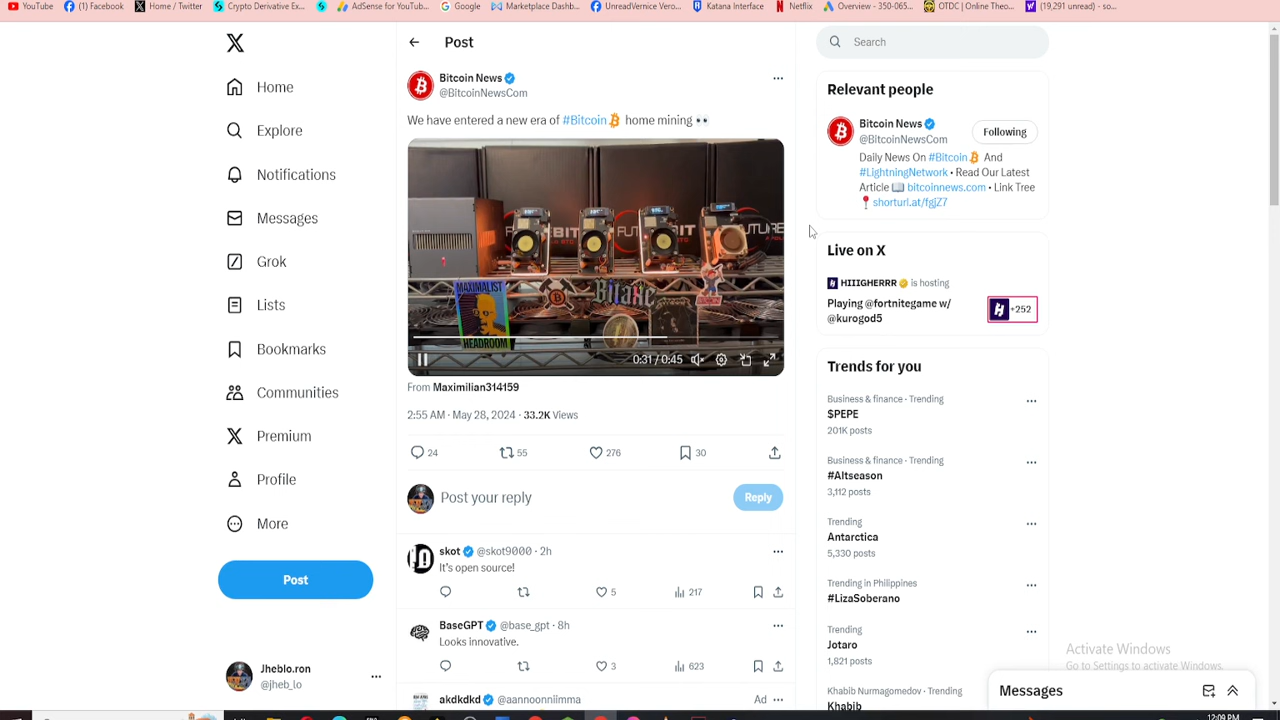 YouTube
(1) Facebook
Home / Twitter
Crypto Derivative Ex...
AdSense for YouTub...
Google
Marketplace Dashb...
UnreadVernice Vero...
Katana Interface
Netflix
Overview - 350-065...
OTDC | Online Theo...
(19,291 unread) - so...
Home
Explore
Notifications
Messages
Grok
Lists
Bookmarks
Communities
Premium
Profile
More
Post
Jheblo.ron
@jheb_lo
Post
Bitcoin News
@BitcoinNewsCom
We have entered a new era of #Bitcoin home mining 👀
MAXIMALIST
HEADROOM
Bitaxe
0:31 / 0:45
From Maximilian314159
2:55 AM · May 28, 2024 · 33.2K Views
24
55
276
30
Post your reply
Reply
skot @skot9000 · 2h
It's open source!
5
217
BaseGPT @base_gpt · 8h
Looks innovative.
3
623
akdkdkd @aannoonniimma
Ad
Search
Relevant people
Bitcoin News
@BitcoinNewsCom
Following
Daily News On #Bitcoin And
#LightningNetwork • Read Our Latest
Article 📖 bitcoinnews.com • Link Tree
📍 shorturl.at/fgjZ7
Live on X
HIIIGHERRR is hosting
Playing @fortnitegame w/
@kurogod5
+252
Trends for you
Business & finance · Trending
$PEPE
201K posts
Business & finance · Trending
#Altseason
3,112 posts
Trending
Antarctica
5,330 posts
Trending in Philippines
#LizaSoberano
Trending
Jotaro
1,821 posts
Khabib Nurmagomedov · Trending
Khabib
Activate Windows
Go to Settings to activate Windows.
Messages
12:09 PM